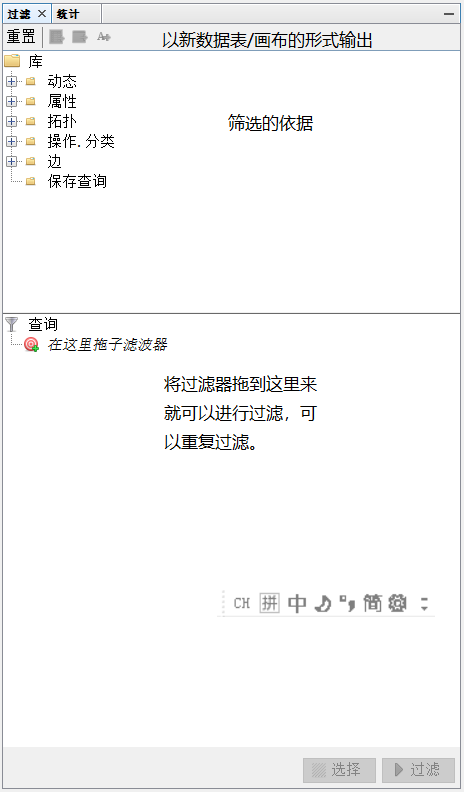 过滤 统计
重置 A 以新数据表/画布的形式输出
库
动态
属性
筛选的依据
拓扑
操作.分类
边
保存查询
查询
在这里拖子滤波器
将过滤器拖到这里来
就可以进行过滤，可
以重复过滤。
CH 拼 中 简
选择 过滤